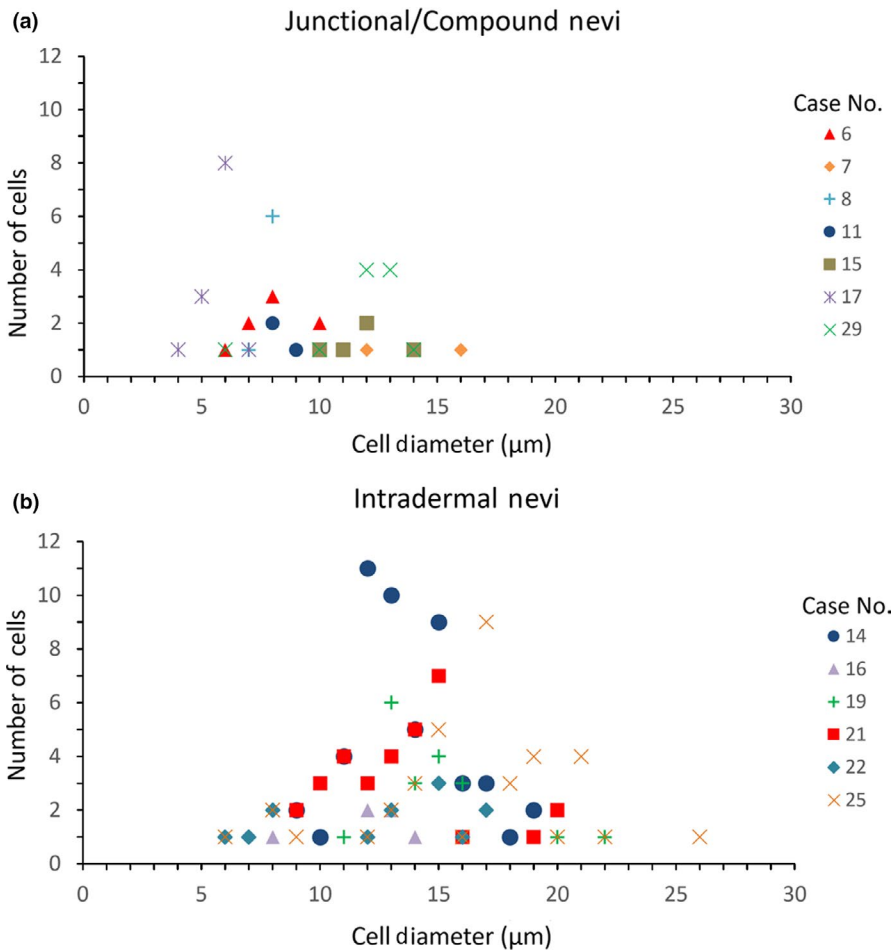 (a)
Junctional/Compound nevi
12
10
8
6
4
2
0
Number of cells
0 5 10 15 20 25 30
Cell diameter (µm)
Case No.
6
7
8
11
15
17
29
(b)
Intradermal nevi
12
10
8
6
4
2
0
Number of cells
0 5 10 15 20 25 30
Cell diameter (µm)
Case No.
14
16
19
21
22
25